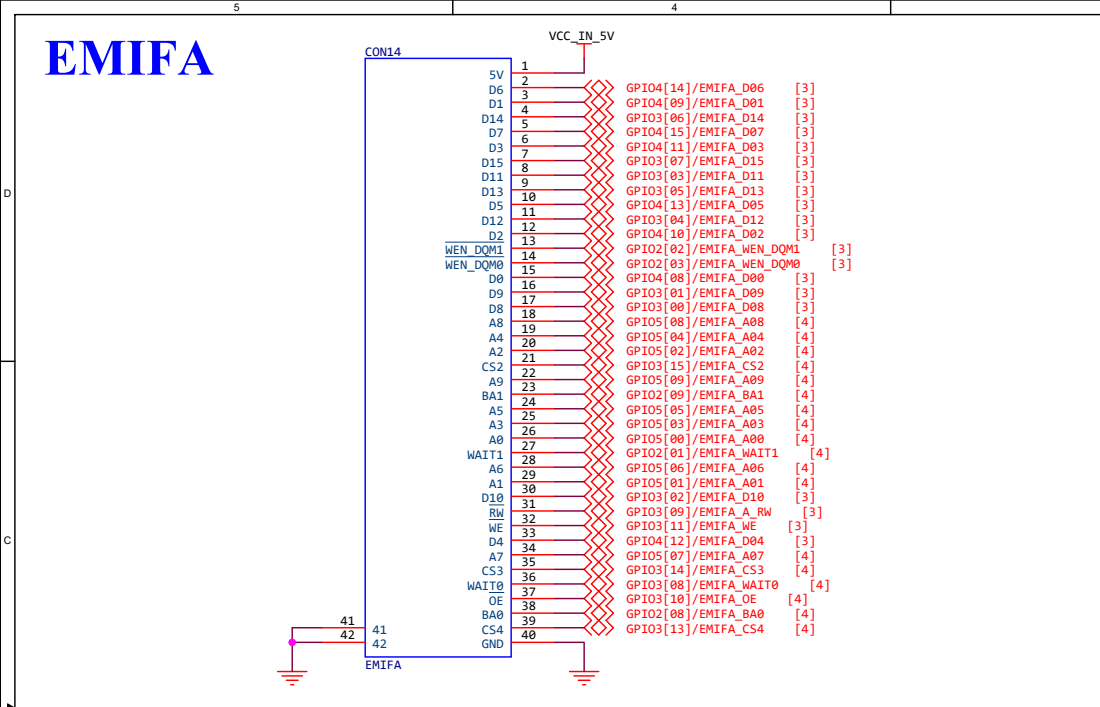 5 4
EMIFA
VCC_IN_5V
CON14
5V 1
D6 2 GPIO4[14]/EMIFA_D06 [3]
D1 3 GPIO4[09]/EMIFA_D01 [3]
D14 4 GPIO3[06]/EMIFA_D14 [3]
D7 5 GPIO4[15]/EMIFA_D07 [3]
D3 6 GPIO4[11]/EMIFA_D03 [3]
D15 7 GPIO3[07]/EMIFA_D15 [3]
D11 8 GPIO3[03]/EMIFA_D11 [3]
D D13 9 GPIO3[05]/EMIFA_D13 [3]
D5 10 GPIO4[13]/EMIFA_D05 [3]
D12 11 GPIO3[04]/EMIFA_D12 [3]
D2 12 GPIO4[10]/EMIFA_D02 [3]
WEN_DQM1 13 GPIO2[02]/EMIFA_WEN_DQM1 [3]
WEN_DQM0 14 GPIO2[03]/EMIFA_WEN_DQM0 [3]
D0 15 GPIO4[08]/EMIFA_D00 [3]
D9 16 GPIO3[01]/EMIFA_D09 [3]
D8 17 GPIO3[00]/EMIFA_D08 [3]
A8 18 GPIO5[08]/EMIFA_A08 [4]
A4 19 GPIO5[04]/EMIFA_A04 [4]
A2 20 GPIO5[02]/EMIFA_A02 [4]
CS2 21 GPIO3[15]/EMIFA_CS2 [4]
A9 22 GPIO5[09]/EMIFA_A09 [4]
BA1 23 GPIO2[09]/EMIFA_BA1 [4]
A5 24 GPIO5[05]/EMIFA_A05 [4]
A3 25 GPIO5[03]/EMIFA_A03 [4]
A0 26 GPIO5[00]/EMIFA_A00 [4]
WAIT1 27 GPIO2[01]/EMIFA_WAIT1 [4]
A6 28 GPIO5[06]/EMIFA_A06 [4]
A1 29 GPIO5[01]/EMIFA_A01 [4]
D10 30 GPIO3[02]/EMIFA_D10 [3]
RW 31 GPIO3[09]/EMIFA_A_RW [3]
WE 32 GPIO3[11]/EMIFA_WE [3]
C D4 33 GPIO4[12]/EMIFA_D04 [3]
A7 34 GPIO5[07]/EMIFA_A07 [4]
CS3 35 GPIO3[14]/EMIFA_CS3 [4]
WAIT0 36 GPIO3[08]/EMIFA_WAIT0 [4]
OE 37 GPIO3[10]/EMIFA_OE [4]
BA0 38 GPIO2[08]/EMIFA_BA0 [4]
41 41 CS4 39 GPIO3[13]/EMIFA_CS4 [4]
42 42 GND 40
EMIFA